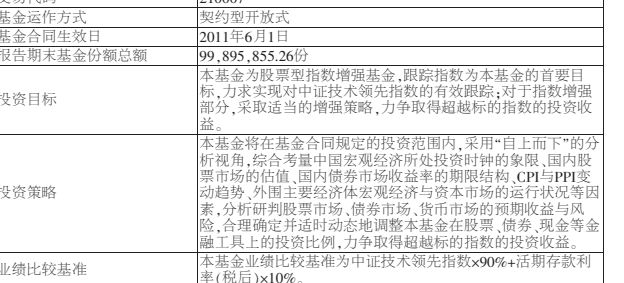 基金运作方式 契约型开放式
基金合同生效日 2011年6月1日
报告期末基金份额总额 99,895,855.26份
投资目标 本基金为股票型指数增强基金,跟踪指数为本基金的首要目
标,力求实现对中证技术领先指数的有效跟踪;对于指数增强
部分,采取适当的增强策略,力争取得超越标的指数的投资收
益。
投资策略 本基金将在基金合同规定的投资范围内,采用“自上而下”的分
析视角,综合考量中国宏观经济所处投资时钟的象限、国内股
票市场的估值、国内债券市场收益率的期限结构、CPI与PPI变
动趋势、外围主要经济体宏观经济与资本市场的运行状况等因
素,分析研判股票市场、债券市场、货币市场的预期收益与风
险,合理确定并适时动态地调整本基金在股票、债券、现金等金
融工具上的投资比例,力争取得超越标的指数的投资收益。
业绩比较基准 本基金业绩比较基准为中证技术领先指数×90%+活期存款利
率(税后)×10%。